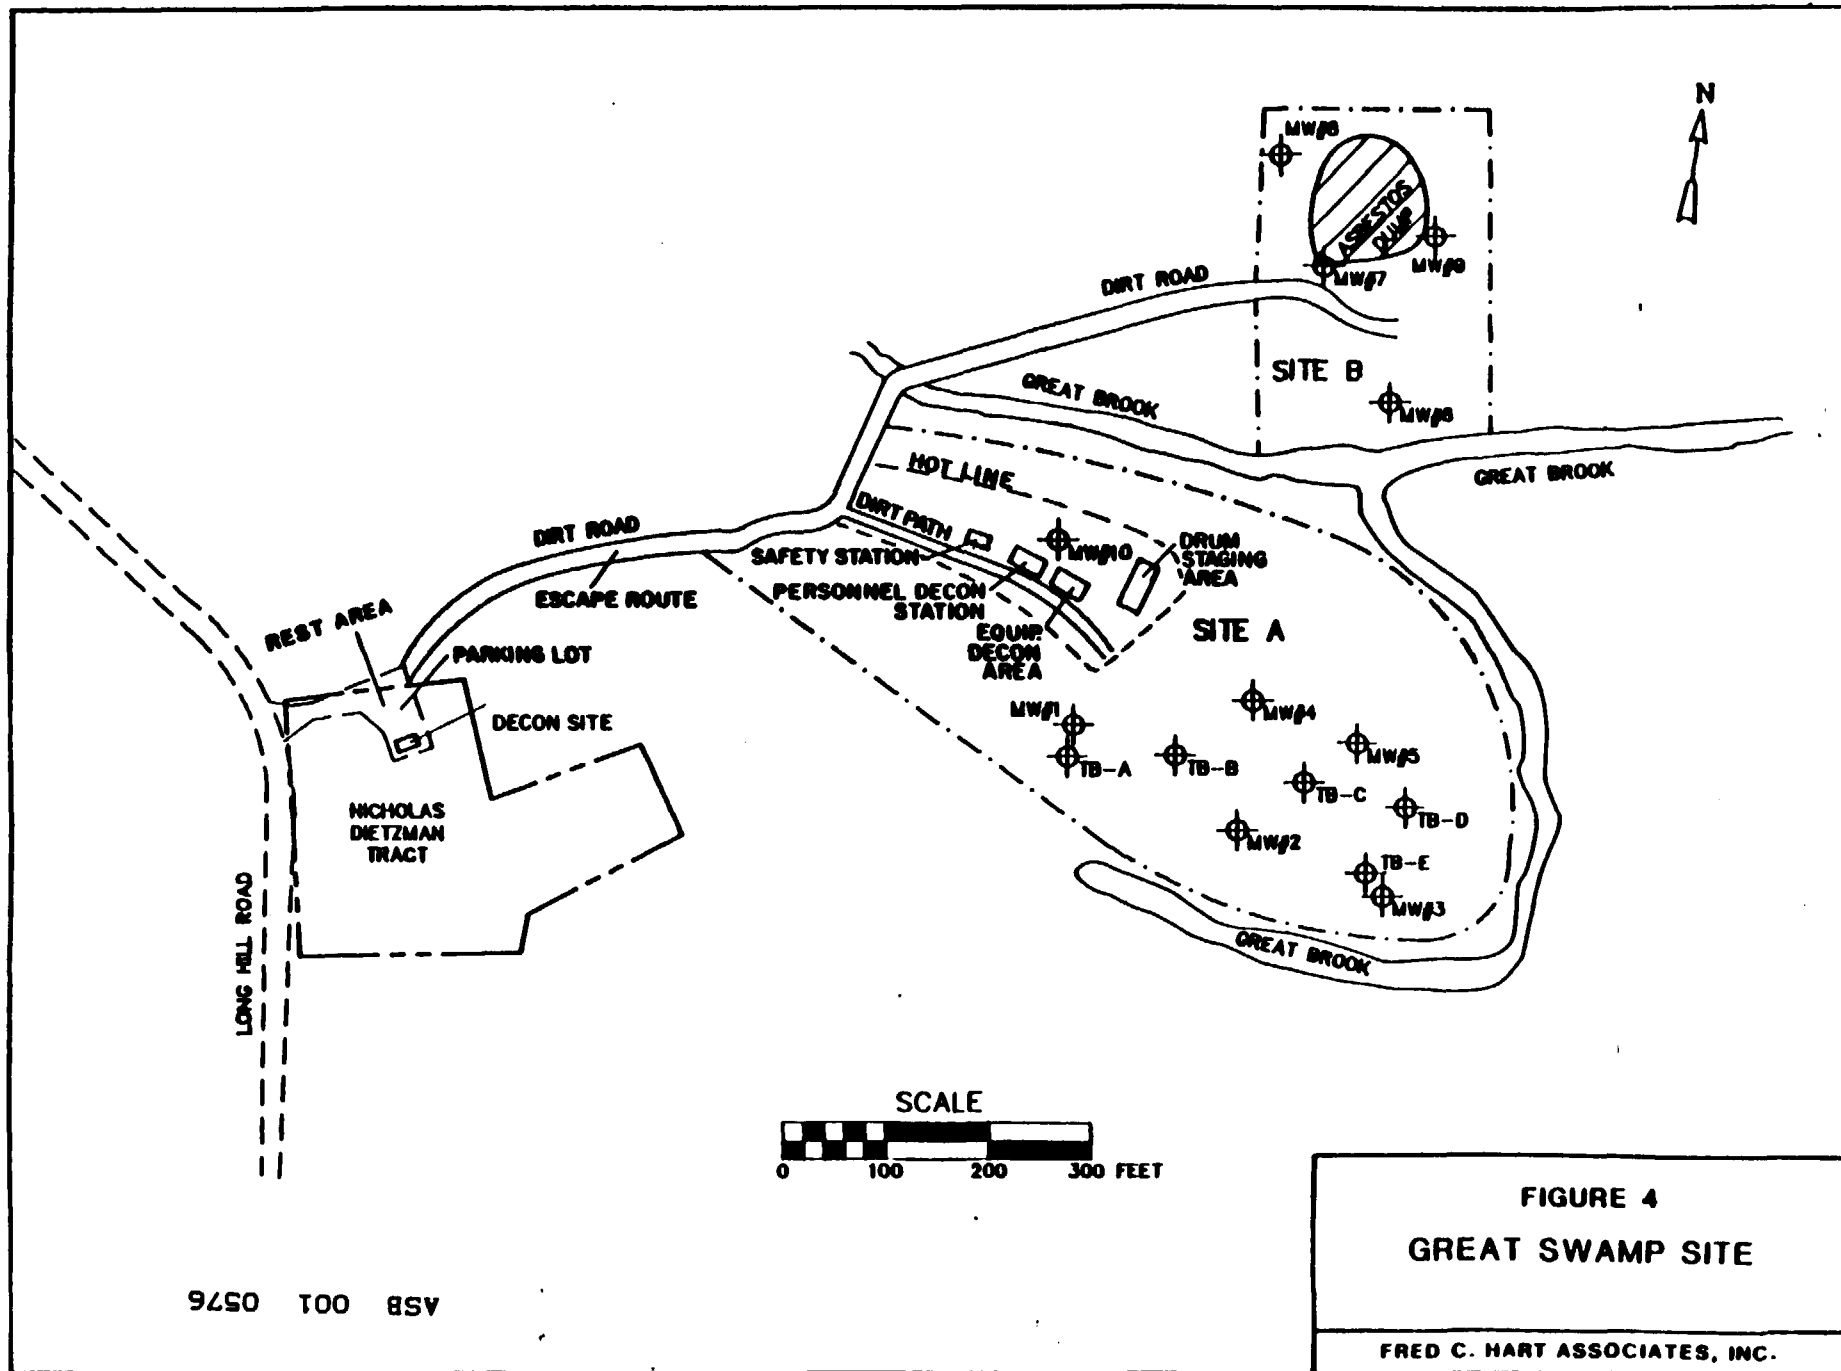 N
MW#8
ASBESTOS
DUMP
MW#9
MW#7
DIRT ROAD
SITE B
GREAT BROOK
MW#6
GREAT BROOK
HOT LINE
DIRT PATH
DIRT ROAD
SAFETY STATION
MW#10
DRUM
STAGING
AREA
PERSONNEL DECON
STATION
ESCAPE ROUTE
REST AREA
EQUIP.
DECON
AREA
SITE A
PARKING LOT
DECON SITE
MW#1
MW#4
MW#5
TB-A
TB-B
TB-C
TB-D
NICHOLAS
DIETZMAN
TRACT
MW#2
TB-E
MW#3
LONG HILL ROAD
GREAT BROOK
SCALE
0 100 200 300 FEET
FIGURE 4
GREAT SWAMP SITE
FRED C. HART ASSOCIATES, INC.
ASB 001 0576